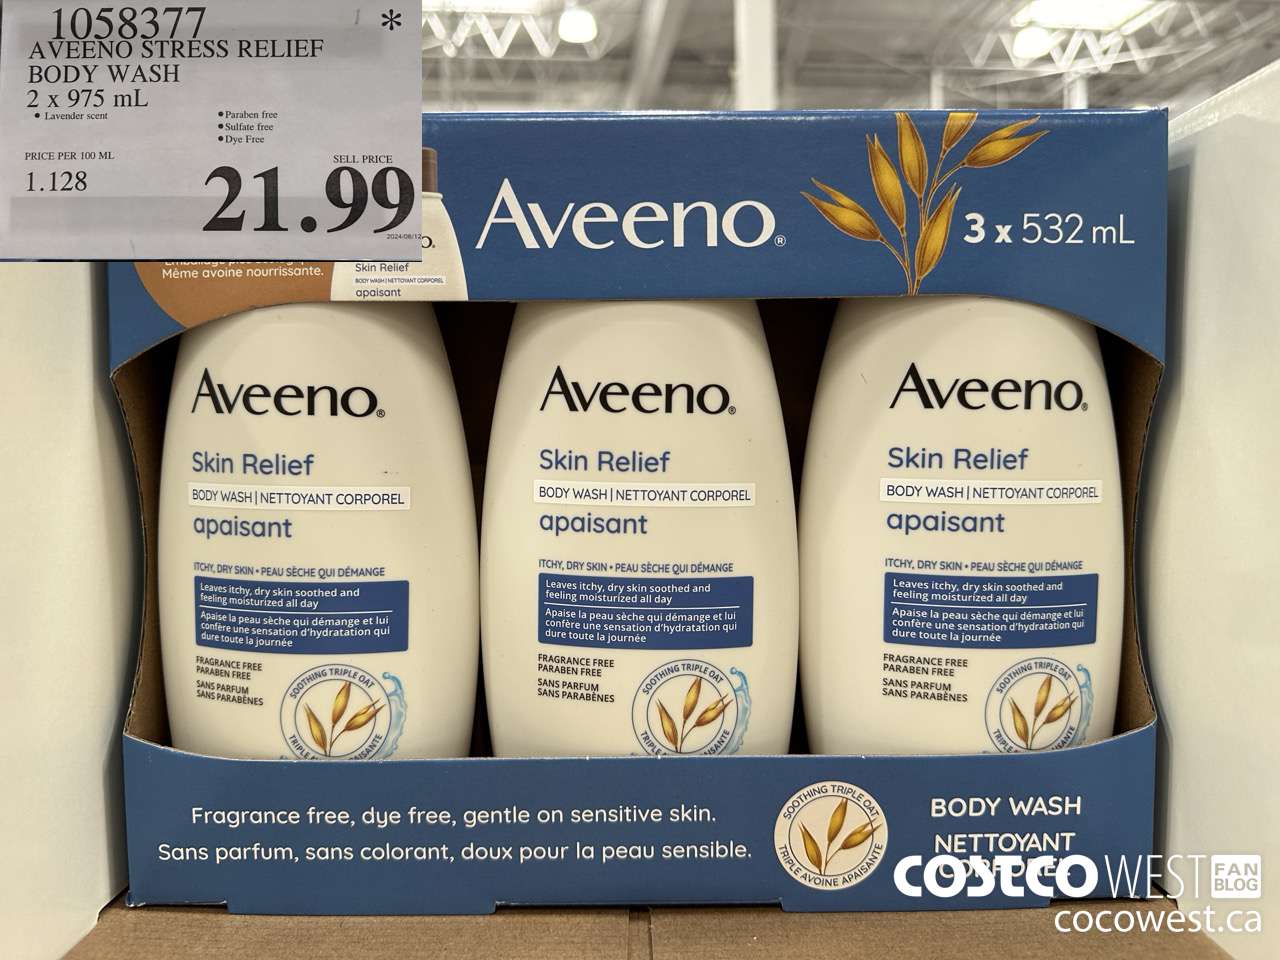 1058377 *
AVEENO STRESS RELIEF
BODY WASH
2 x 975 mL
• Lavender scent
• Paraben free
• Sulfate free
• Dye Free
PRICE PER 100 ML
1.128
SELL PRICE
21.99
2024/08/12
Même avoine nourrissante.
Skin Relief
BODY WASH | NETTOYANT CORPOREL
apaisant
Aveeno®
3 x 532 mL
Aveeno®
Skin Relief
BODY WASH | NETTOYANT CORPOREL
apaisant
ITCHY, DRY SKIN • PEAU SÈCHE QUI DÉMANGE
Leaves itchy, dry skin soothed and
feeling moisturized all day
Apaise la peau sèche qui démange et lui
confère une sensation d'hydratation qui
dure toute la journée
FRAGRANCE FREE
PARABEN FREE
SANS PARFUM
SANS PARABÈNES
SOOTHING TRIPLE OAT
Aveeno®
Skin Relief
BODY WASH | NETTOYANT CORPOREL
apaisant
ITCHY, DRY SKIN • PEAU SÈCHE QUI DÉMANGE
Leaves itchy, dry skin soothed and
feeling moisturized all day
Apaise la peau sèche qui démange et lui
confère une sensation d'hydratation qui
dure toute la journée
FRAGRANCE FREE
PARABEN FREE
SANS PARFUM
SANS PARABÈNES
SOOTHING TRIPLE OAT
Aveeno®
Skin Relief
BODY WASH | NETTOYANT CORPOREL
apaisant
ITCHY, DRY SKIN • PEAU SÈCHE QUI DÉMANGE
Leaves itchy, dry skin soothed and
feeling moisturized all day
Apaise la peau sèche qui démange et lui
confère une sensation d'hydratation qui
dure toute la journée
FRAGRANCE FREE
PARABEN FREE
SANS PARFUM
SANS PARABÈNES
SOOTHING TRIPLE OAT
Fragrance free, dye free, gentle on sensitive skin.
Sans parfum, sans colorant, doux pour la peau sensible.
SOOTHING TRIPLE OAT
TRIPLE AVOINE APAISANTE
BODY WASH
NETTOYANT
CORPOREL
COSTCO WEST FAN BLOG
cocowest.ca